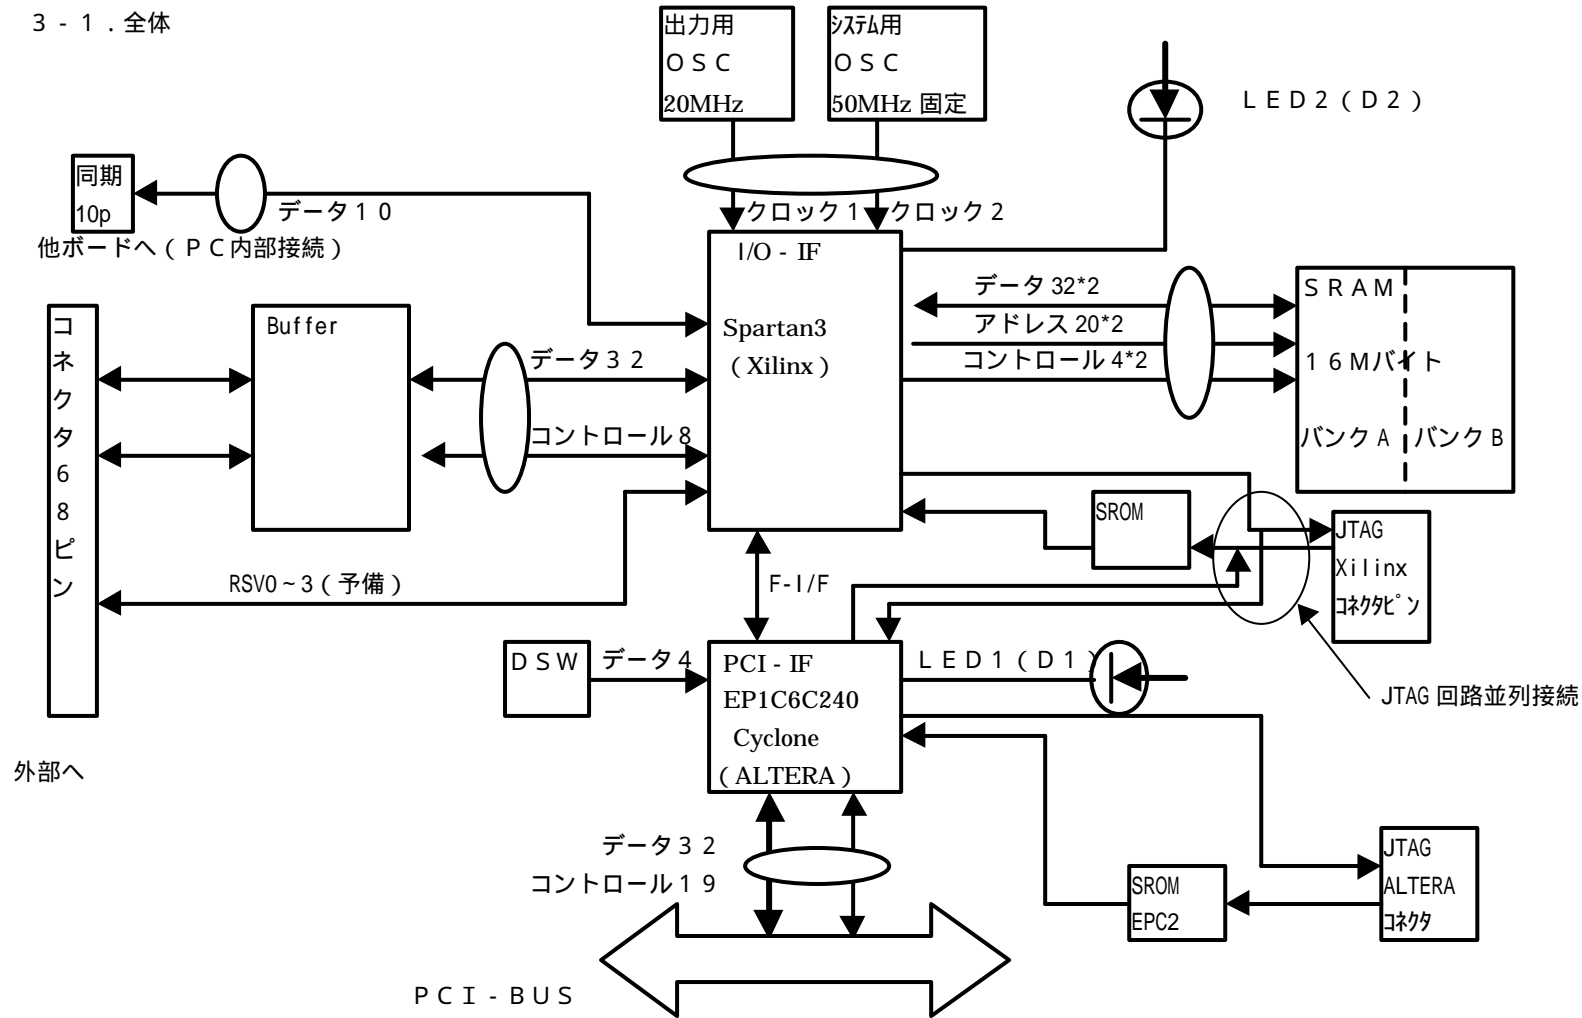 ３-１．全体
出力用
ＯＳＣ
20MHz
ｼｽﾃﾑ用
ＯＳＣ
50MHz 固定
ＬＥＤ２（Ｄ２）
同期
10p
データ１０
他ボードへ（ＰＣ内部接続）
クロック１
クロック２
I/O - IF
Spartan3
（Xilinx）
データ 32*2
アドレス 20*2
コントロール 4*2
ＳＲＡＭ
１６Ｍバイト
バンク A
バンク B
コネクタ６８ピン
Buffer
データ３２
コントロール８
RSV0～3（予備）
F-I/F
SROM
JTAG
Xilinx
ｺﾈｸﾀﾋﾟﾝ
JTAG 回路並列接続
ＤＳＷ
データ４
PCI - IF
EP1C6C240
Cyclone
（ALTERA）
ＬＥＤ１（Ｄ１）
外部へ
データ３２
コントロール１９
SROM
EPC2
JTAG
ALTERA
ｺﾈｸﾀ
ＰＣＩ-ＢＵＳ